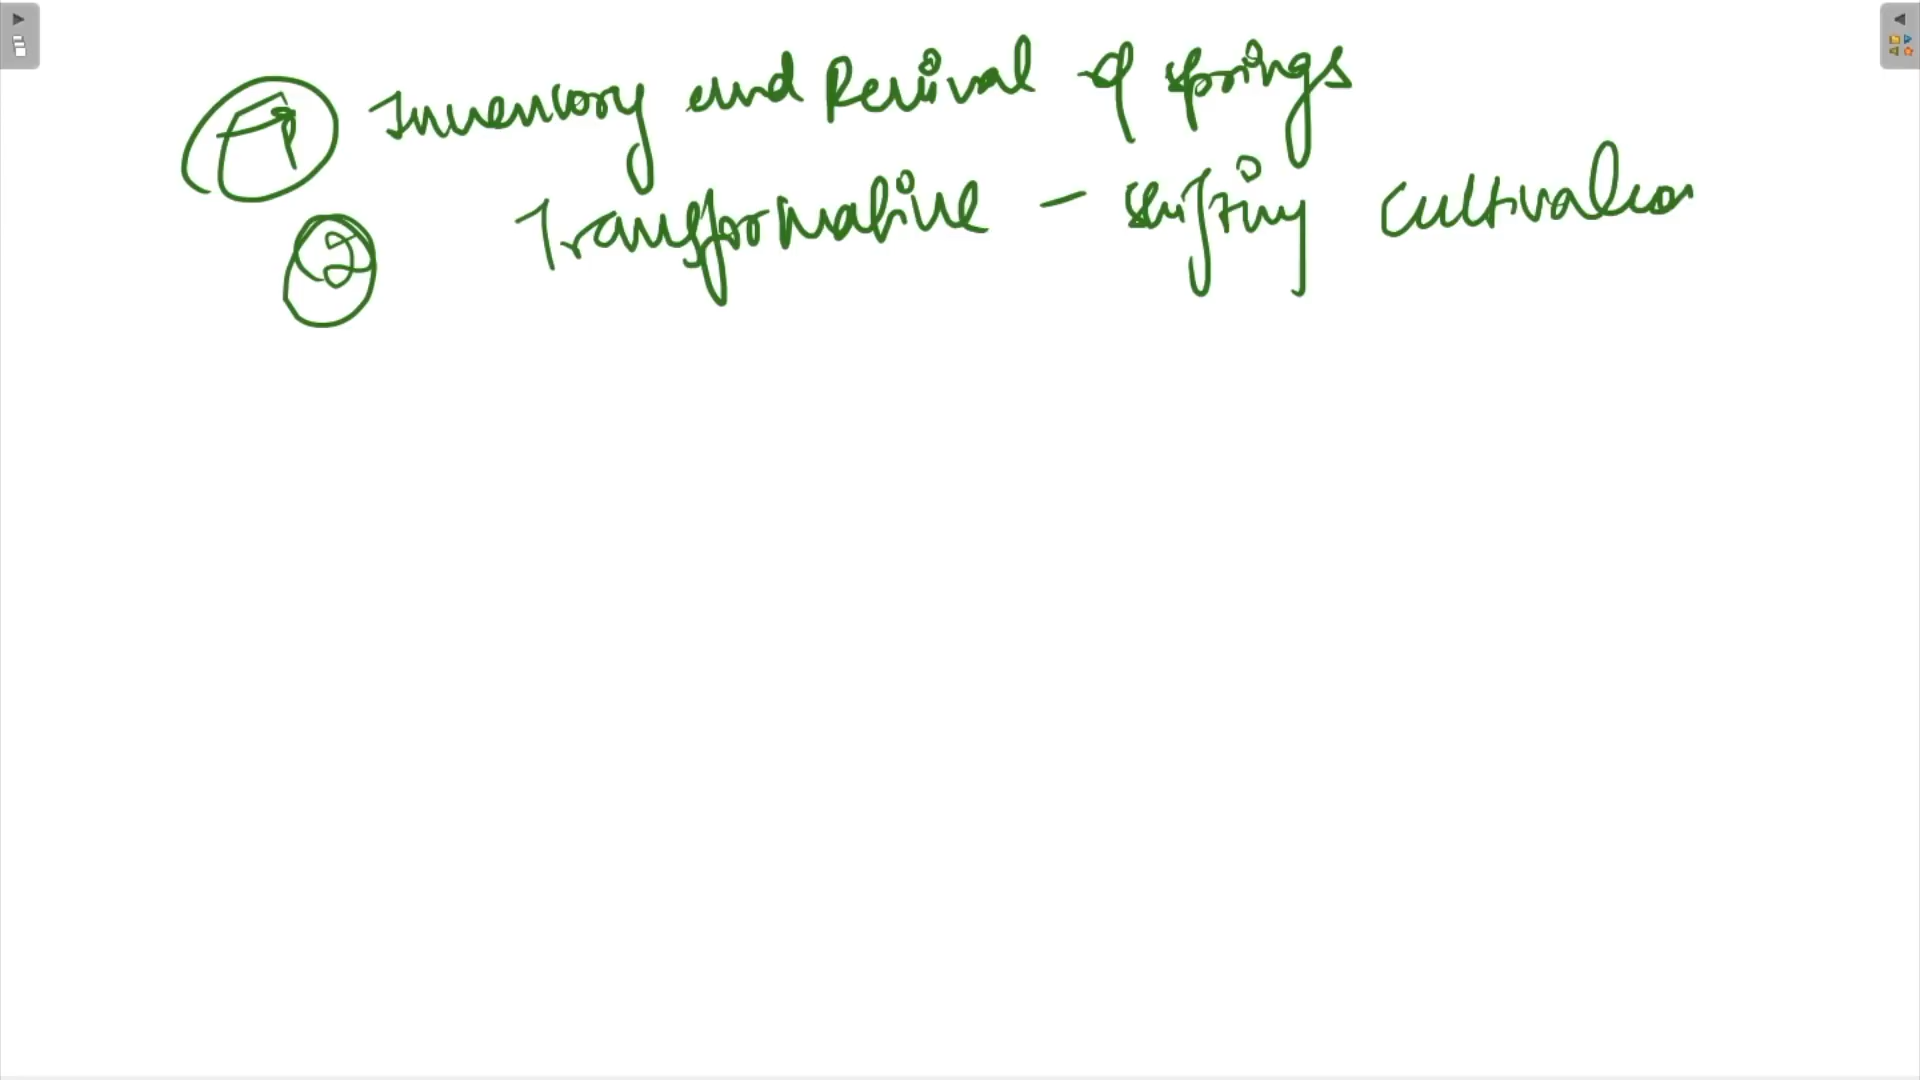 1 Inventory and Revival of springs
2 Transformative - shifting cultivation